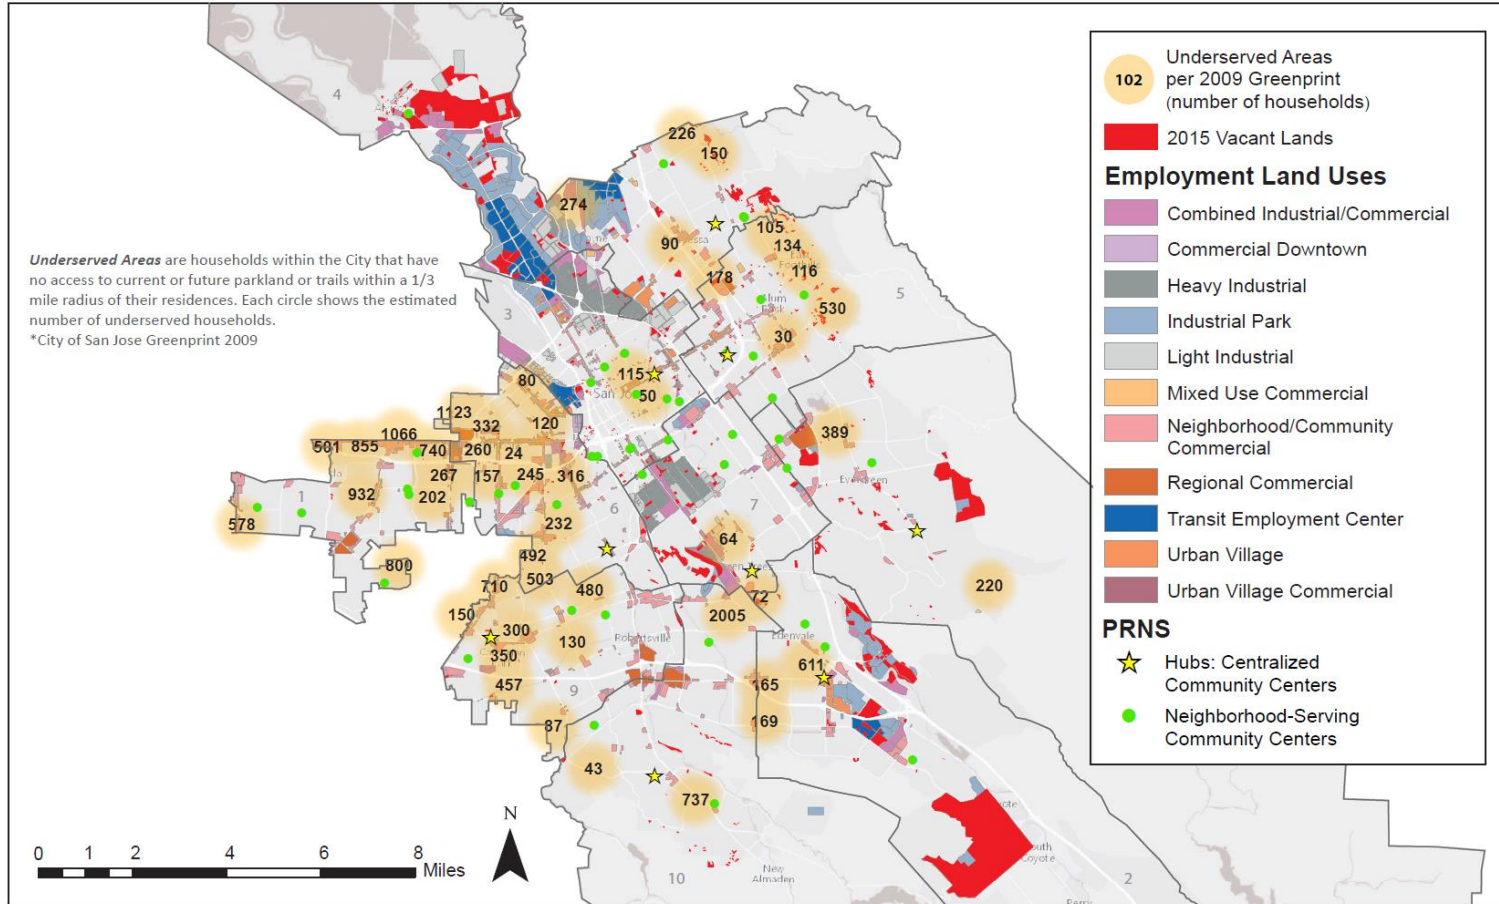 4
226
150
274
105
90
134
116
178
5
530
30
3
115
50
80
1123
332
120
1066
501
855
740
260
24
389
267
157
245
316
932
202
1
578
232
6
7
Evergreen
64
492
503
800
710
480
220
72
150
300
2005
130
Robertsville
Edenvale
350
611
457
9
165
87
169
43
737
10
New
Almaden
Coyote
2
Underserved Areas are households within the City that have
no access to current or future parkland or trails within a 1/3
mile radius of their residences. Each circle shows the estimated
number of underserved households.
*City of San Jose Greenprint 2009
N
0 1 2 4 6 8
Miles
102
Underserved Areas
per 2009 Greenprint
(number of households)
2015 Vacant Lands
Employment Land Uses
Combined Industrial/Commercial
Commercial Downtown
Heavy Industrial
Industrial Park
Light Industrial
Mixed Use Commercial
Neighborhood/Community
Commercial
Regional Commercial
Transit Employment Center
Urban Village
Urban Village Commercial
PRNS
Hubs: Centralized
Community Centers
Neighborhood-Serving
Community Centers